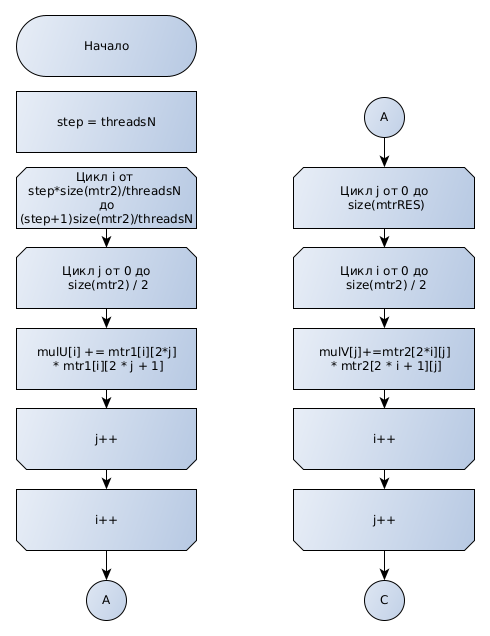 Начало
step = threadsN
Цикл i от
step*size(mtr2)/threadsN
до
(step+1)size(mtr2)/threadsN
Цикл j от 0 до
size(mtr2) / 2
mulU[i] += mtr1[i][2*j]
* mtr1[i][2 * j + 1]
j++
i++
A
A
Цикл j от 0 до
size(mtrRES)
Цикл i от 0 до
size(mtr2) / 2
mulV[j]+=mtr2[2*i][j]
* mtr2[2 * i + 1][j]
i++
j++
C